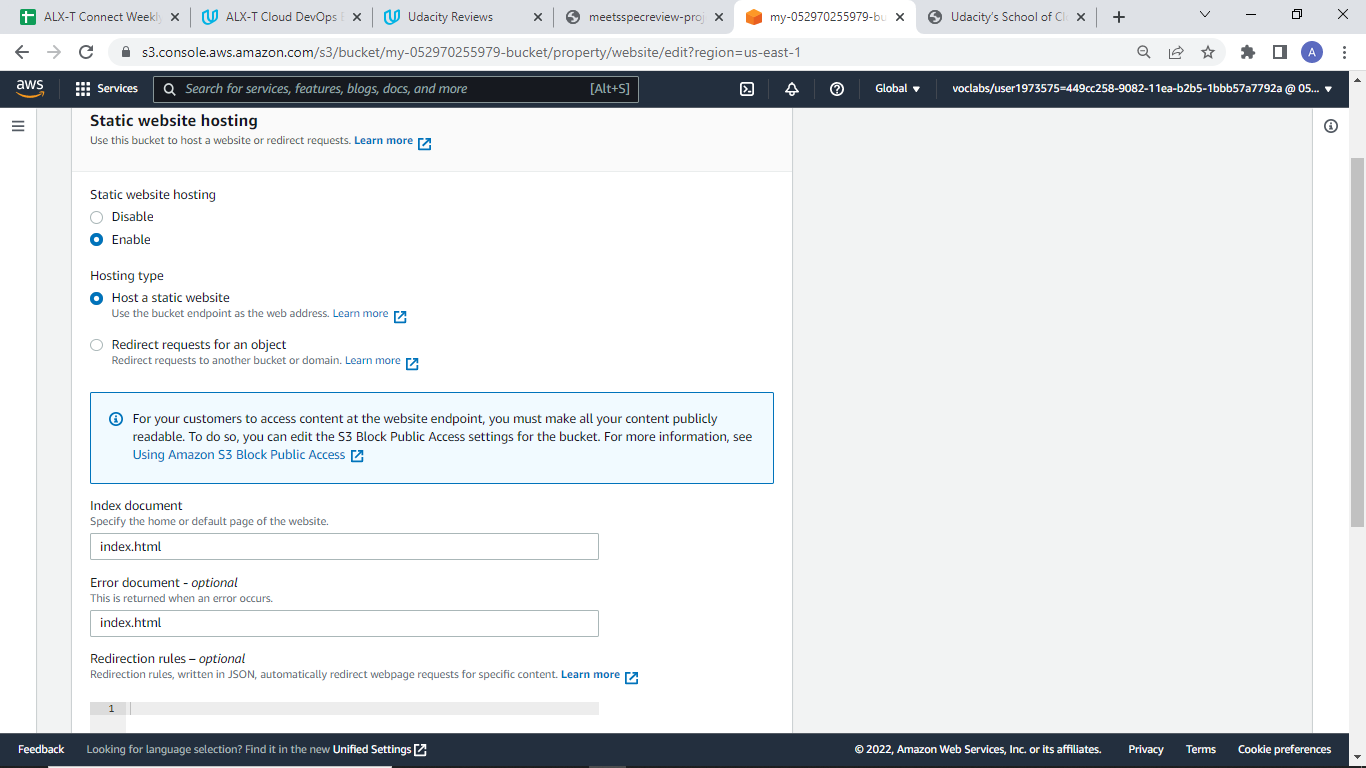 ALX-T Connect Weekly
ALX-T Cloud DevOps E
Udacity Reviews
meetsspecreview-proj
my-052970255979-bu
Udacity's School of Cl
s3.console.aws.amazon.com/s3/bucket/my-052970255979-bucket/property/website/edit?region=us-east-1
A
aws
Services
Search for services, features, blogs, docs, and more
[Alt+S]
Global
voclabs/user1973575=449cc258-9082-11ea-b2b5-1bbb57a7792a @ 05...
Static website hosting
Use this bucket to host a website or redirect requests. Learn more
Static website hosting
Disable
Enable
Hosting type
Host a static website
Use the bucket endpoint as the web address. Learn more
Redirect requests for an object
Redirect requests to another bucket or domain. Learn more
For your customers to access content at the website endpoint, you must make all your content publicly
readable. To do so, you can edit the S3 Block Public Access settings for the bucket. For more information, see
Using Amazon S3 Block Public Access
Index document
Specify the home or default page of the website.
index.html
Error document - optional
This is returned when an error occurs.
index.html
Redirection rules – optional
Redirection rules, written in JSON, automatically redirect webpage requests for specific content. Learn more
1
Feedback
Looking for language selection? Find it in the new Unified Settings
© 2022, Amazon Web Services, Inc. or its affiliates.
Privacy
Terms
Cookie preferences